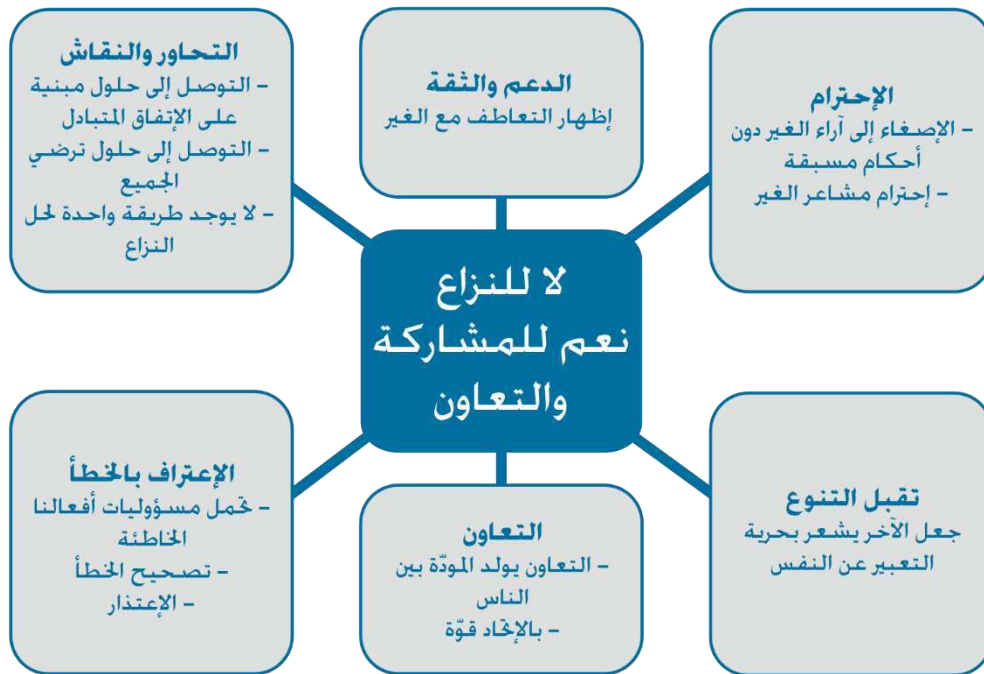 الإحترام
- الإصغاء إلى آراء الغير دون
أحكام مسبقة
- إحترام مشاعر الغير
الدعم والثقة
إظهار التعاطف مع الغير
التحاور والنقاش
- التوصل إلى حلول مبنية
على الإتفاق المتبادل
- التوصل إلى حلول ترضي
الجميع
- لا يوجد طريقة واحدة لحل
النزاع
لا للنزاع
نعم للمشاركة
والتعاون
تقبل التنوع
جعل الآخر يشعر بحرية
التعبير عن النفس
التعاون
- التعاون يولد المودّة بين
الناس
- بالإتحاد قوّة
الإعتراف بالخطأ
- تحمل مسؤوليات أفعالنا
الخاطئة
- تصحيح الخطأ
- الإعتذار